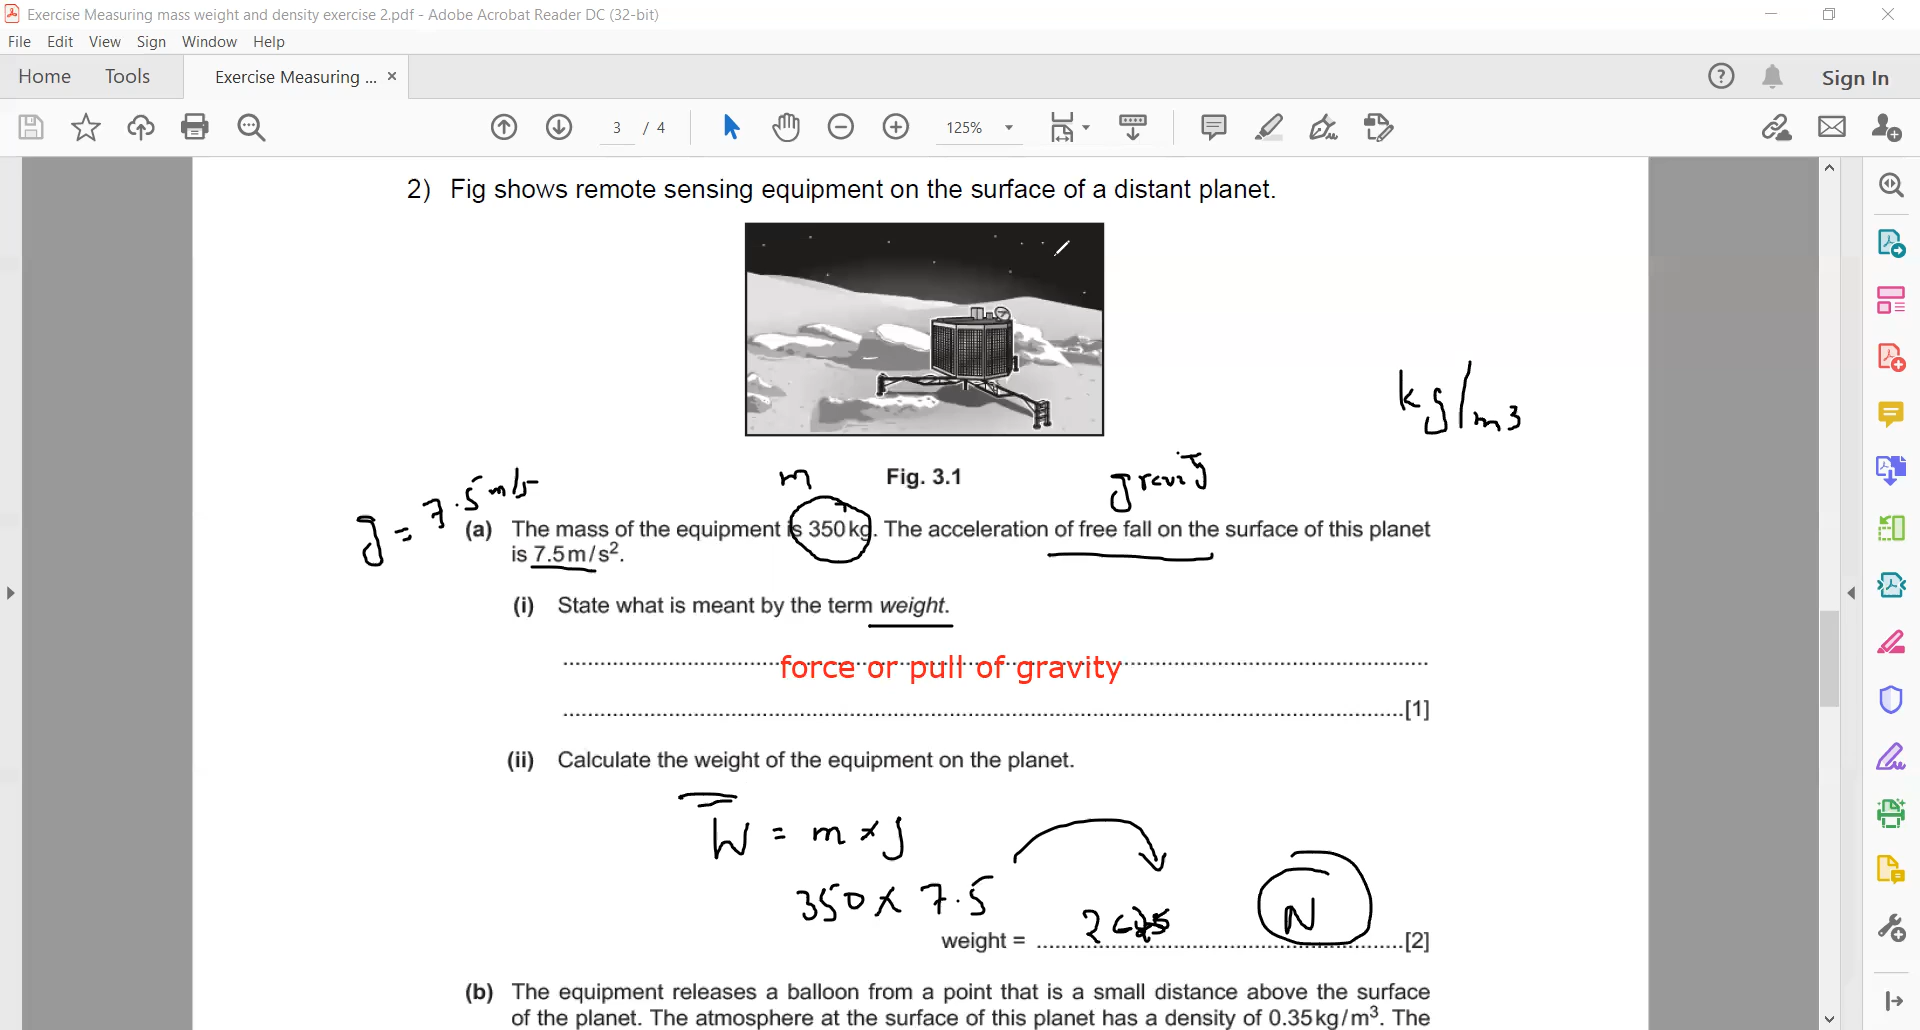 Exercise Measuring mass weight and density exercise 2.pdf - Adobe Acrobat Reader DC (32-bit)
File Edit View Sign Window Help
Home Tools Exercise Measuring ... × Sign In
3 / 4 125%
2) Fig shows remote sensing equipment on the surface of a distant planet.
kg/m3
m Fig. 3.1 gravity
g = 7.5 m/s
(a) The mass of the equipment is 350 kg. The acceleration of free fall on the surface of this planet
is 7.5 m/s².
(i) State what is meant by the term weight.
force or pull of gravity
[1]
(ii) Calculate the weight of the equipment on the planet.
W = m × g
350 × 7.5
weight = N [2]
(b) The equipment releases a balloon from a point that is a small distance above the surface
of the planet. The atmosphere at the surface of this planet has a density of 0.35 kg/m³. The